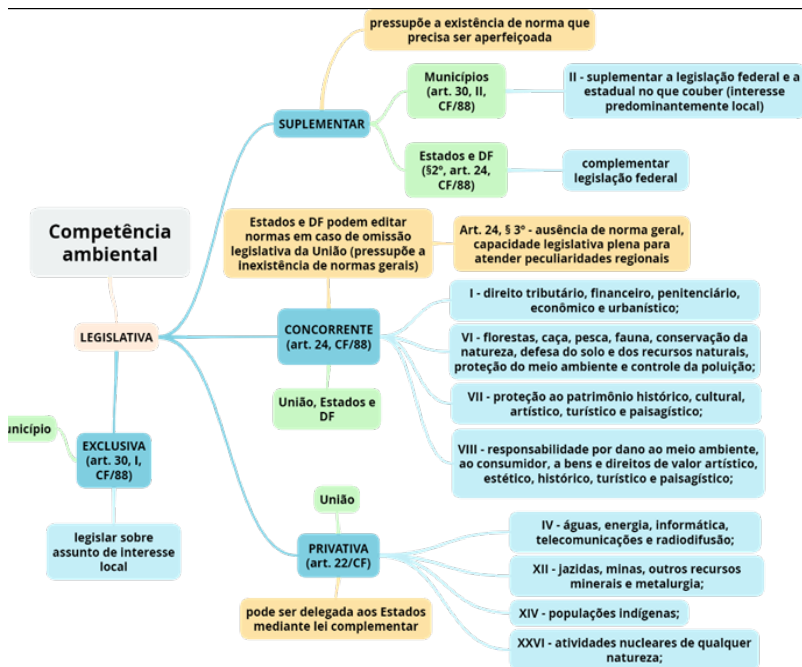 pressupõe a existência de norma que
precisa ser aperfeiçoada
Municípios
(art. 30, II,
CF/88)
II - suplementar a legislação federal e a
estadual no que couber (interesse
predominantemente local)
SUPLEMENTAR
Estados e DF
(§2º, art. 24,
CF/88)
complementar
legislação federal
Competência
ambiental
Estados e DF podem editar
normas em caso de omissão
legislativa da União (pressupõe a
inexistência de normas gerais)
Art. 24, § 3º - ausência de norma geral,
capacidade legislativa plena para
atender peculiaridades regionais
LEGISLATIVA
CONCORRENTE
(art. 24, CF/88)
I - direito tributário, financeiro, penitenciário,
econômico e urbanístico;
VI - florestas, caça, pesca, fauna, conservação da
natureza, defesa do solo e dos recursos naturais,
proteção do meio ambiente e controle da poluição;
União, Estados e
DF
VII - proteção ao patrimônio histórico, cultural,
artístico, turístico e paisagístico;
VIII - responsabilidade por dano ao meio ambiente,
ao consumidor, a bens e direitos de valor artístico,
estético, histórico, turístico e paisagístico;
unicípio
EXCLUSIVA
(art. 30, I,
CF/88)
legislar sobre
assunto de interesse
local
União
PRIVATIVA
(art. 22/CF)
pode ser delegada aos Estados
mediante lei complementar
IV - águas, energia, informática,
telecomunicações e radiodifusão;
XII - jazidas, minas, outros recursos
minerais e metalurgia;
XIV - populações indígenas;
XXVI - atividades nucleares de qualquer
natureza;